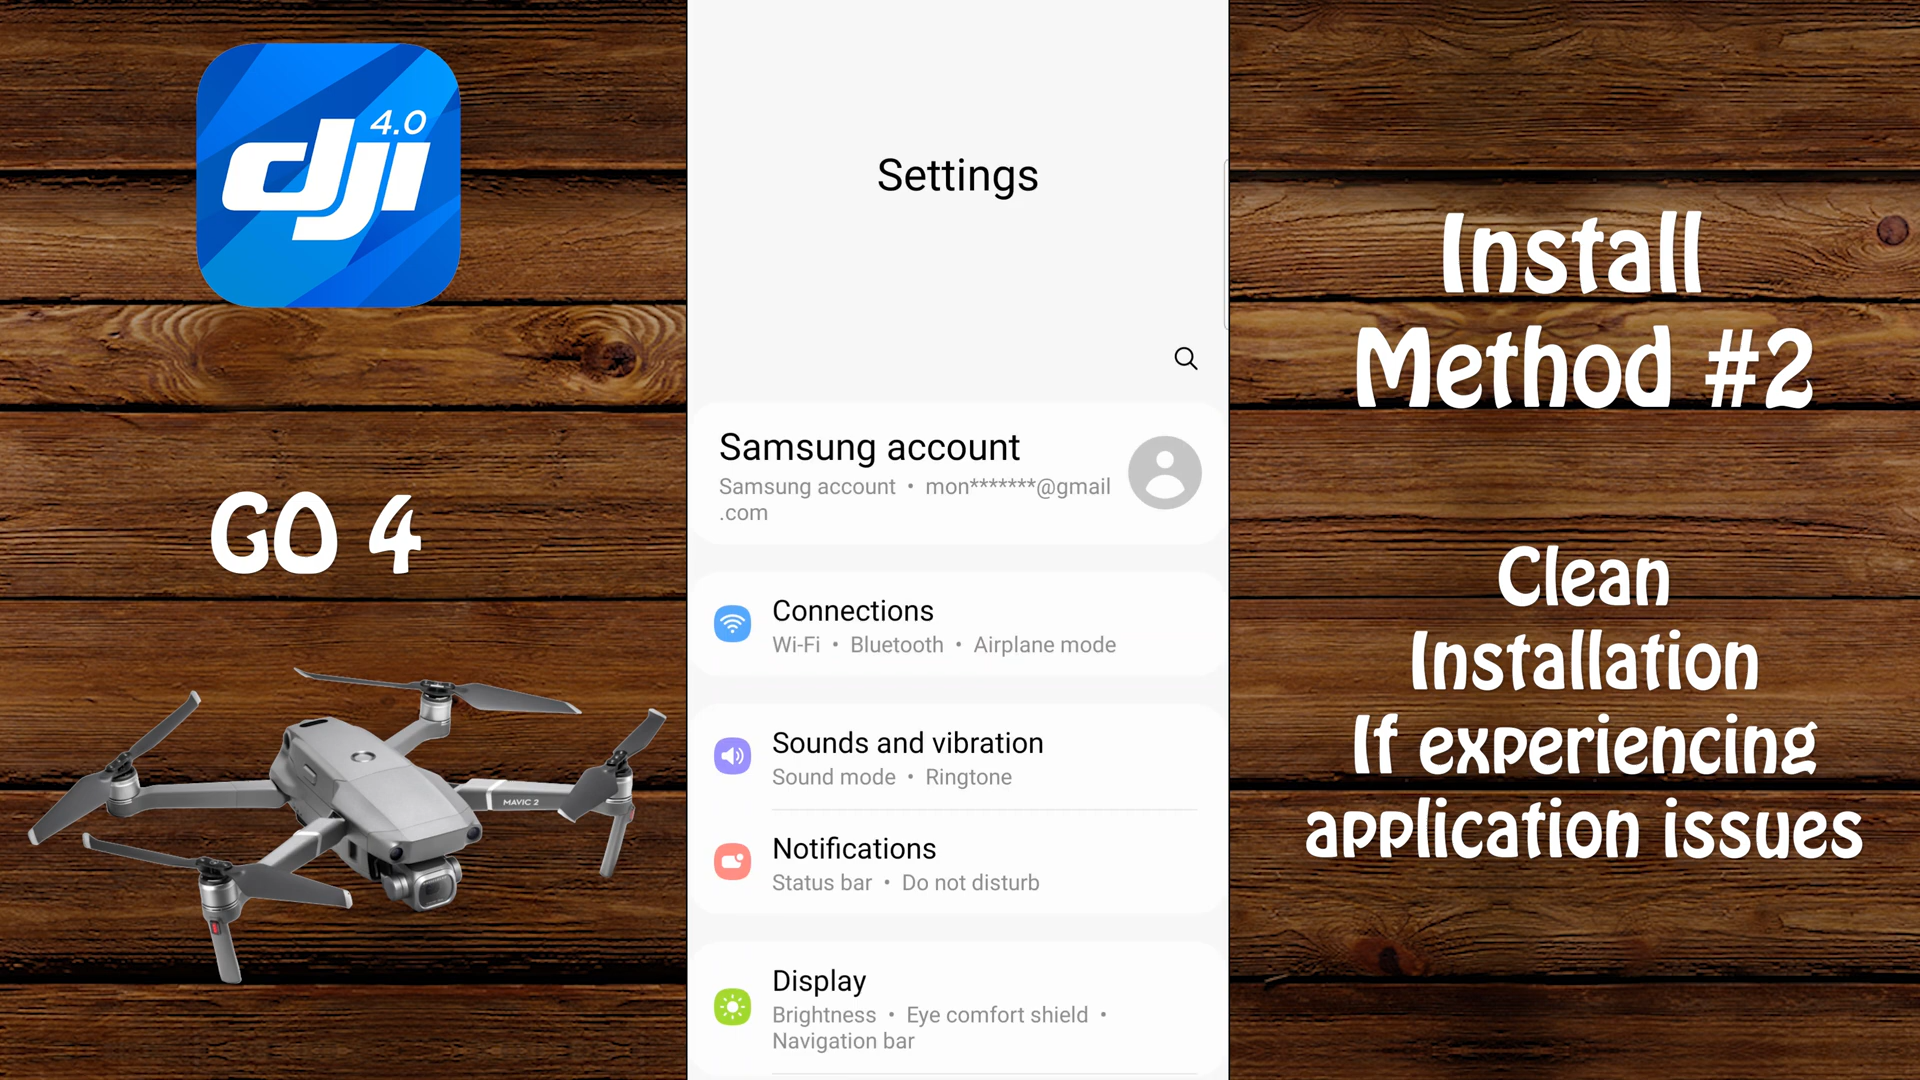 4.0
dji
GO 4
MAVIC 2
Settings
Samsung account
Samsung account • mon*******@gmail
.com
Connections
Wi-Fi • Bluetooth • Airplane mode
Sounds and vibration
Sound mode • Ringtone
Notifications
Status bar • Do not disturb
Display
Brightness • Eye comfort shield •
Navigation bar
Install
Method #2
Clean
Installation
If experiencing
application issues